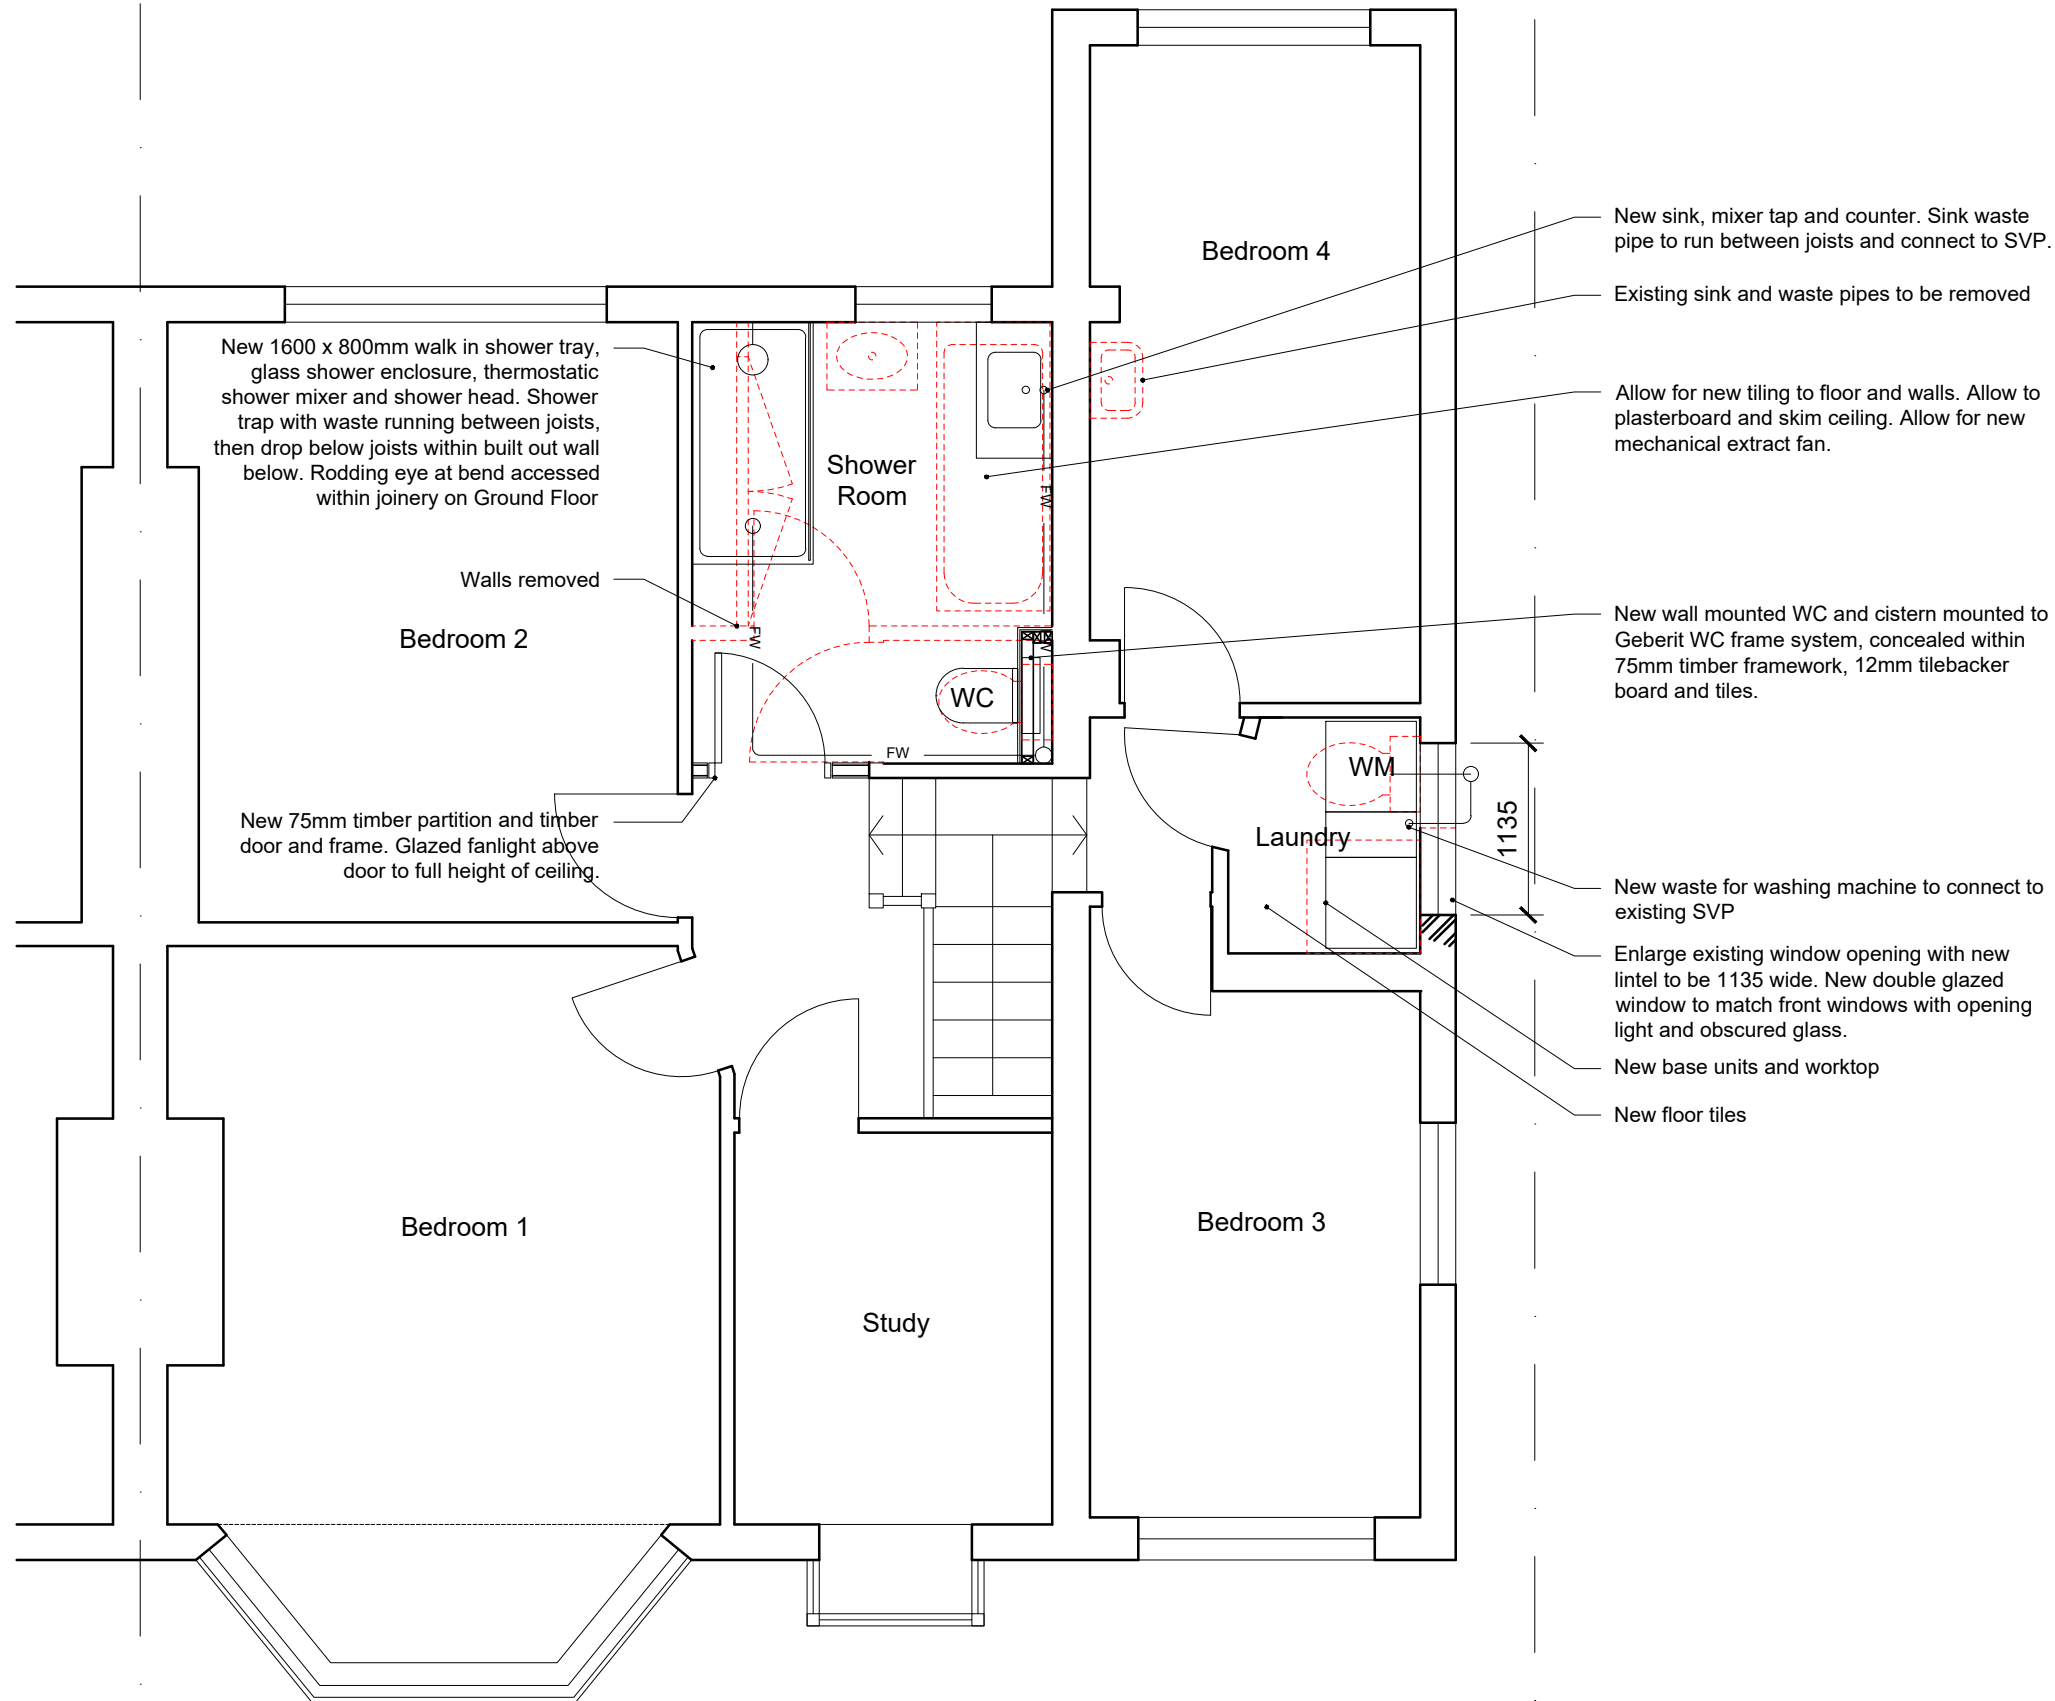 Bedroom 4
New sink, mixer tap and counter. Sink waste
pipe to run between joists and connect to SVP.
Existing sink and waste pipes to be removed
New 1600 x 800mm walk in shower tray,
glass shower enclosure, thermostatic
shower mixer and shower head. Shower
trap with waste running between joists,
then drop below joists within built out wall
below. Rodding eye at bend accessed
within joinery on Ground Floor
Allow for new tiling to floor and walls. Allow to
plasterboard and skim ceiling. Allow for new
mechanical extract fan.
Shower
Room
FW
Walls removed
Bedroom 2
FW
New wall mounted WC and cistern mounted to
Geberit WC frame system, concealed within
75mm timber framework, 12mm tilebacker
board and tiles.
WC
FW
WM
1135
Laundry
New 75mm timber partition and timber
door and frame. Glazed fanlight above
door to full height of ceiling.
New waste for washing machine to connect to
existing SVP
Enlarge existing window opening with new
lintel to be 1135 wide. New double glazed
window to match front windows with opening
light and obscured glass.
New base units and worktop
New floor tiles
Bedroom 1
Bedroom 3
Study